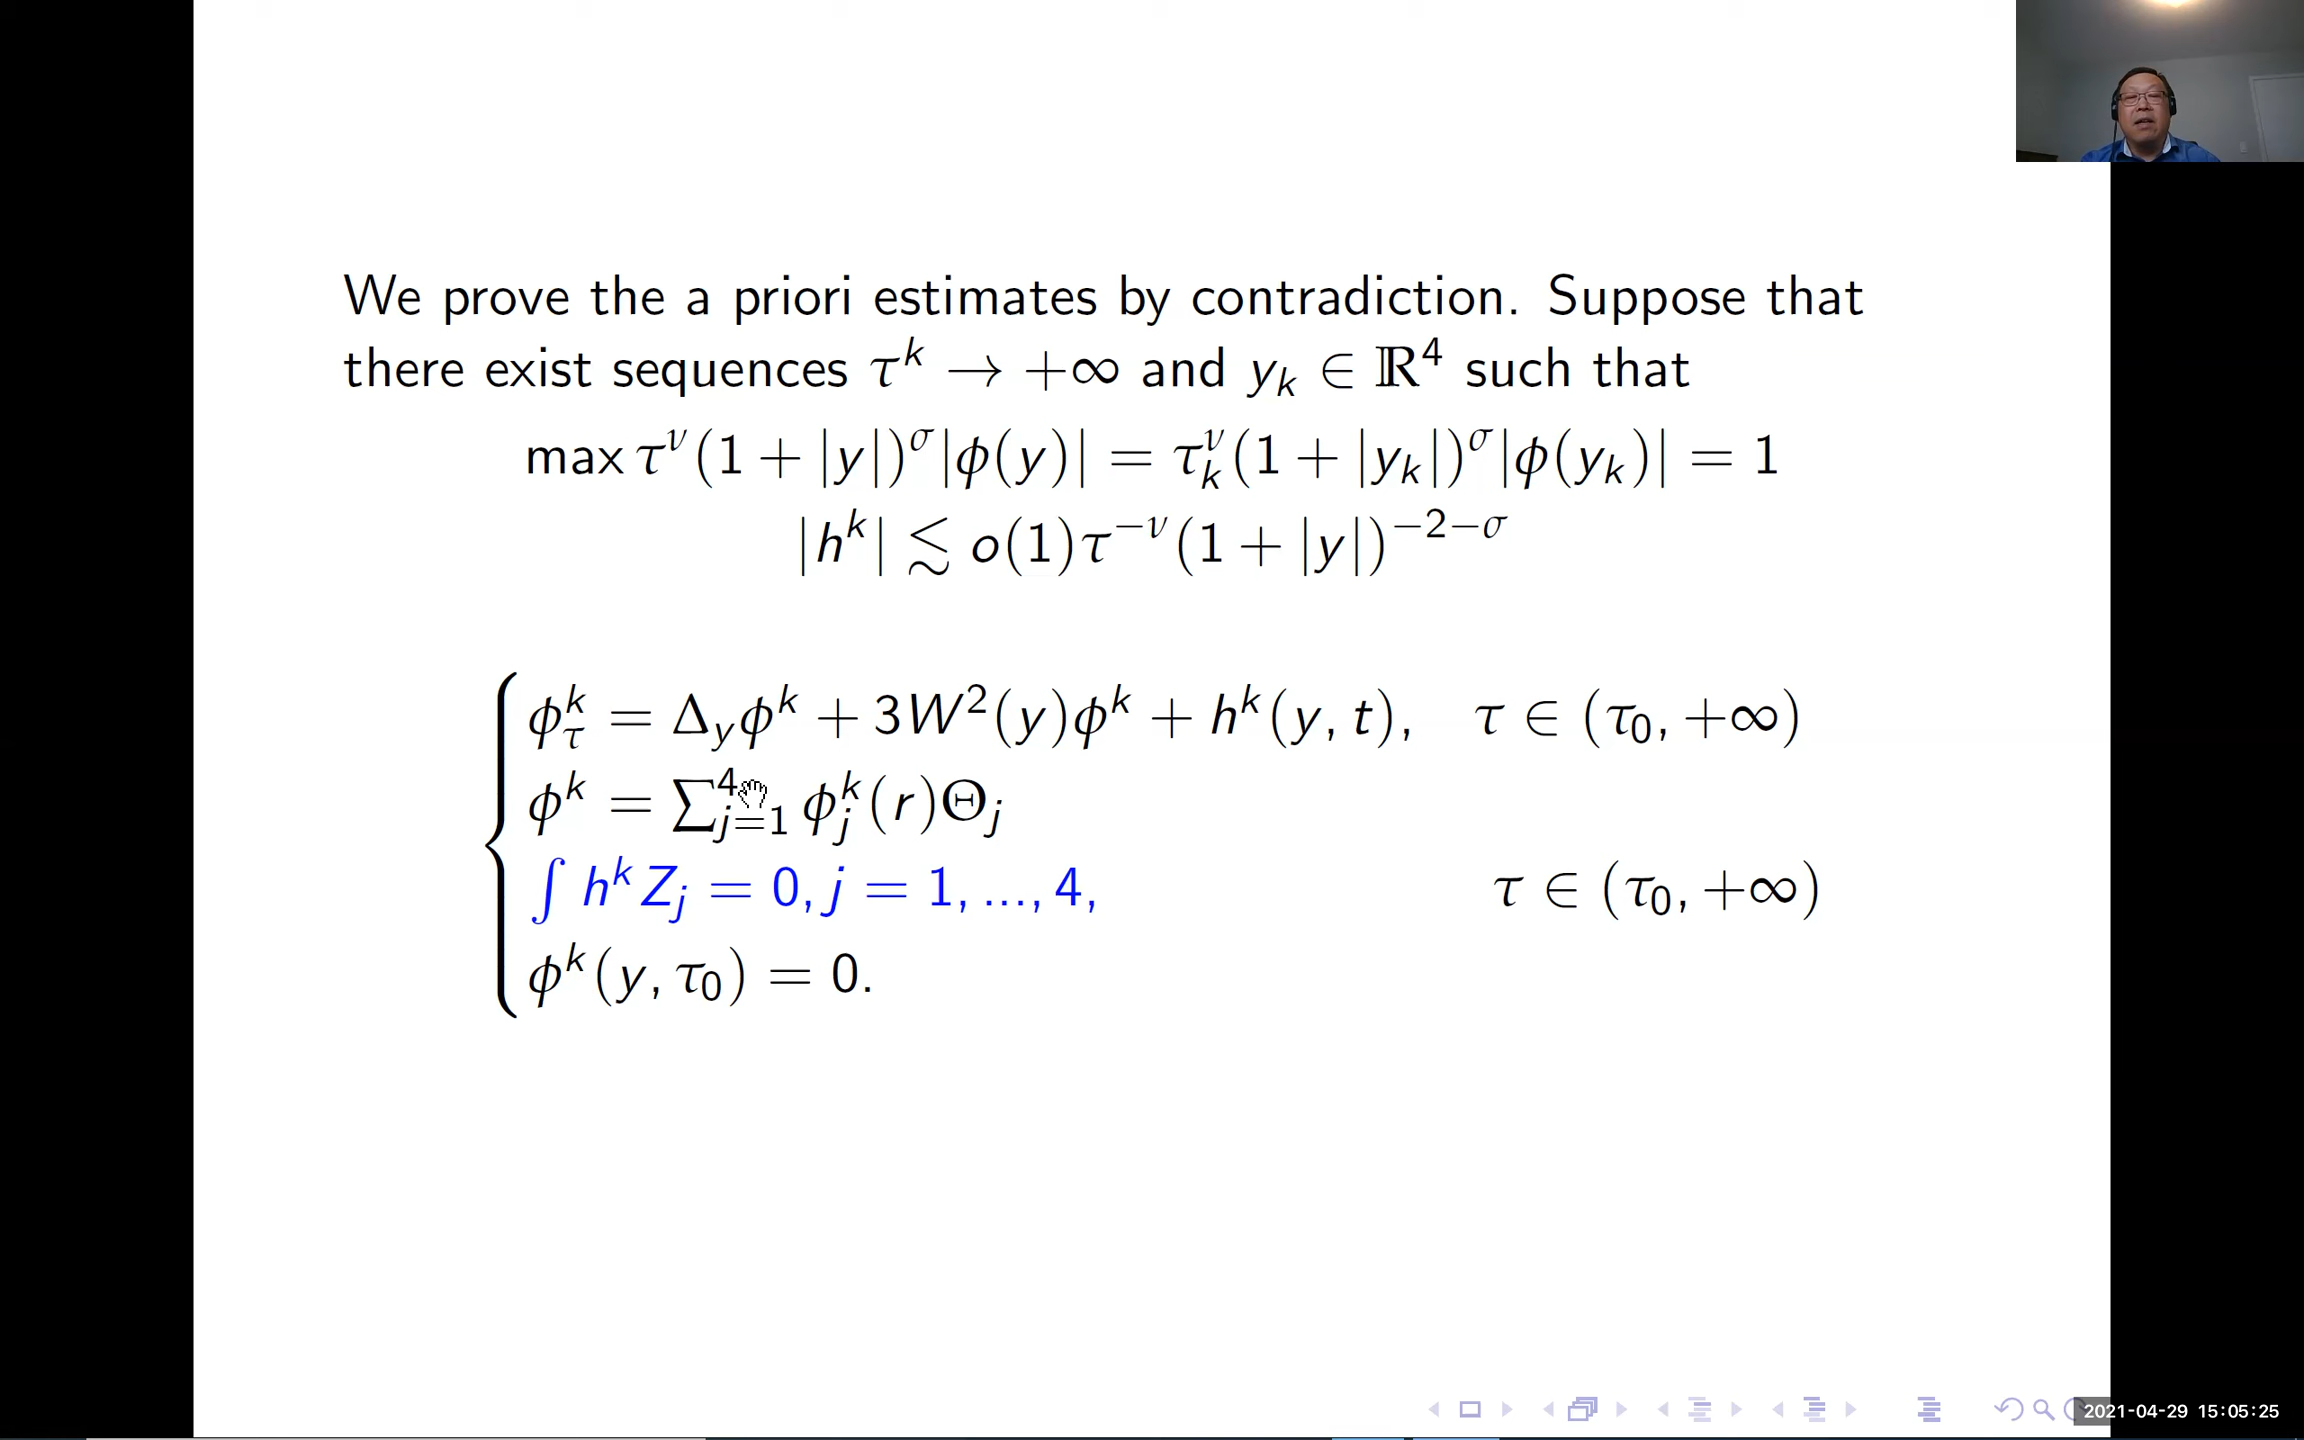 We prove the a priori estimates by contradiction. Suppose that
there exist sequences τ^k → +∞ and y_k ∈ ℝ^4 such that
max τ^ν(1 + |y|)^σ|ϕ(y)| = τ_k^ν(1 + |y_k|)^σ|ϕ(y_k)| = 1
|h^k| ≲ o(1)τ^{−ν}(1 + |y|)^{−2−σ}
ϕ_τ^k = Δ_yϕ^k + 3W^2(y)ϕ^k + h^k(y, t), τ ∈ (τ_0, +∞)
ϕ^k = ∑_{j=1}^4 ϕ_j^k(r)Θ_j
∫ h^k Z_j = 0, j = 1, ..., 4, τ ∈ (τ_0, +∞)
ϕ^k(y, τ_0) = 0.
2021-04-29 15:05:25